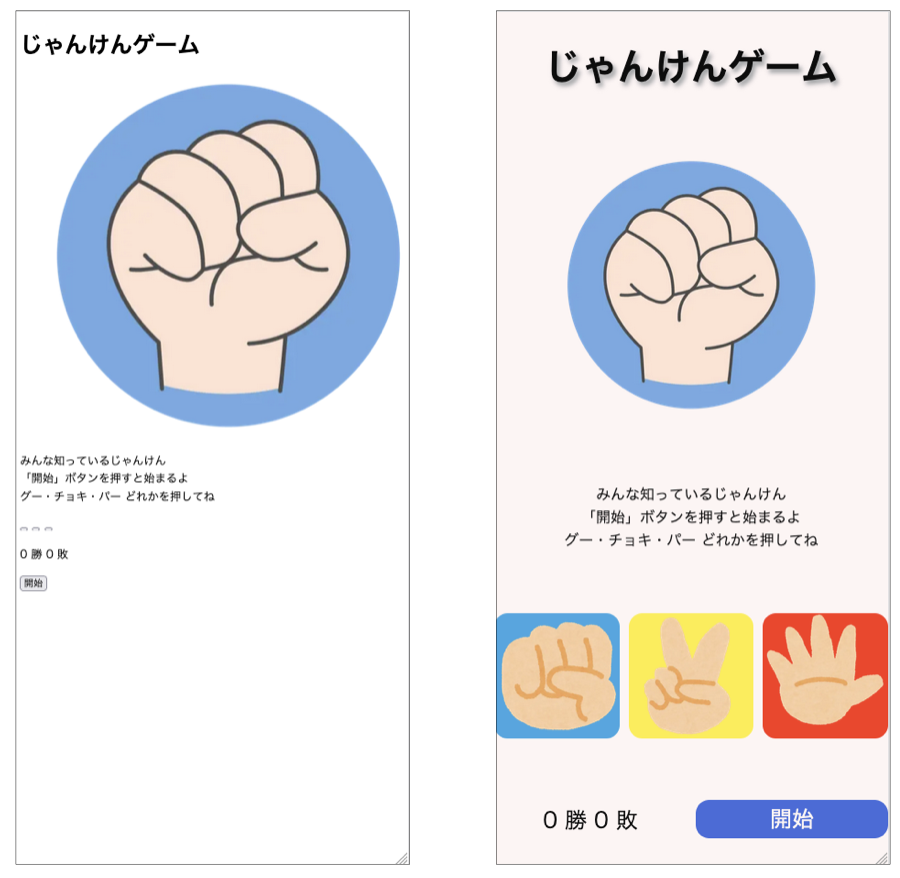 じゃんけんゲーム
みんな知っているじゃんけん
「開始」ボタンを押すと始まるよ
グー・チョキ・パー どれかを押してね
0 勝 0 敗
開始
じゃんけんゲーム
みんな知っているじゃんけん
「開始」ボタンを押すと始まるよ
グー・チョキ・パー どれかを押してね
0 勝 0 敗
開始